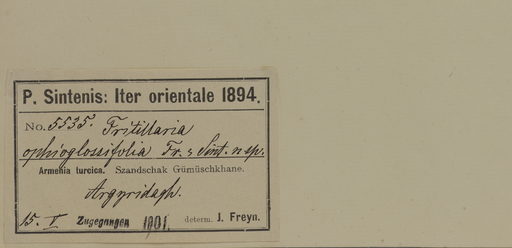 P. Sintenis: Iter orientale 1894.
No. 5535. Fritillaria
ophioglossifolia Fr. & Sint. n. sp.
Armenia turcica. Szandschak Gümüschkhane.
Argyridagh.
15. V Zugegangen 1901. determ. J. Freyn.